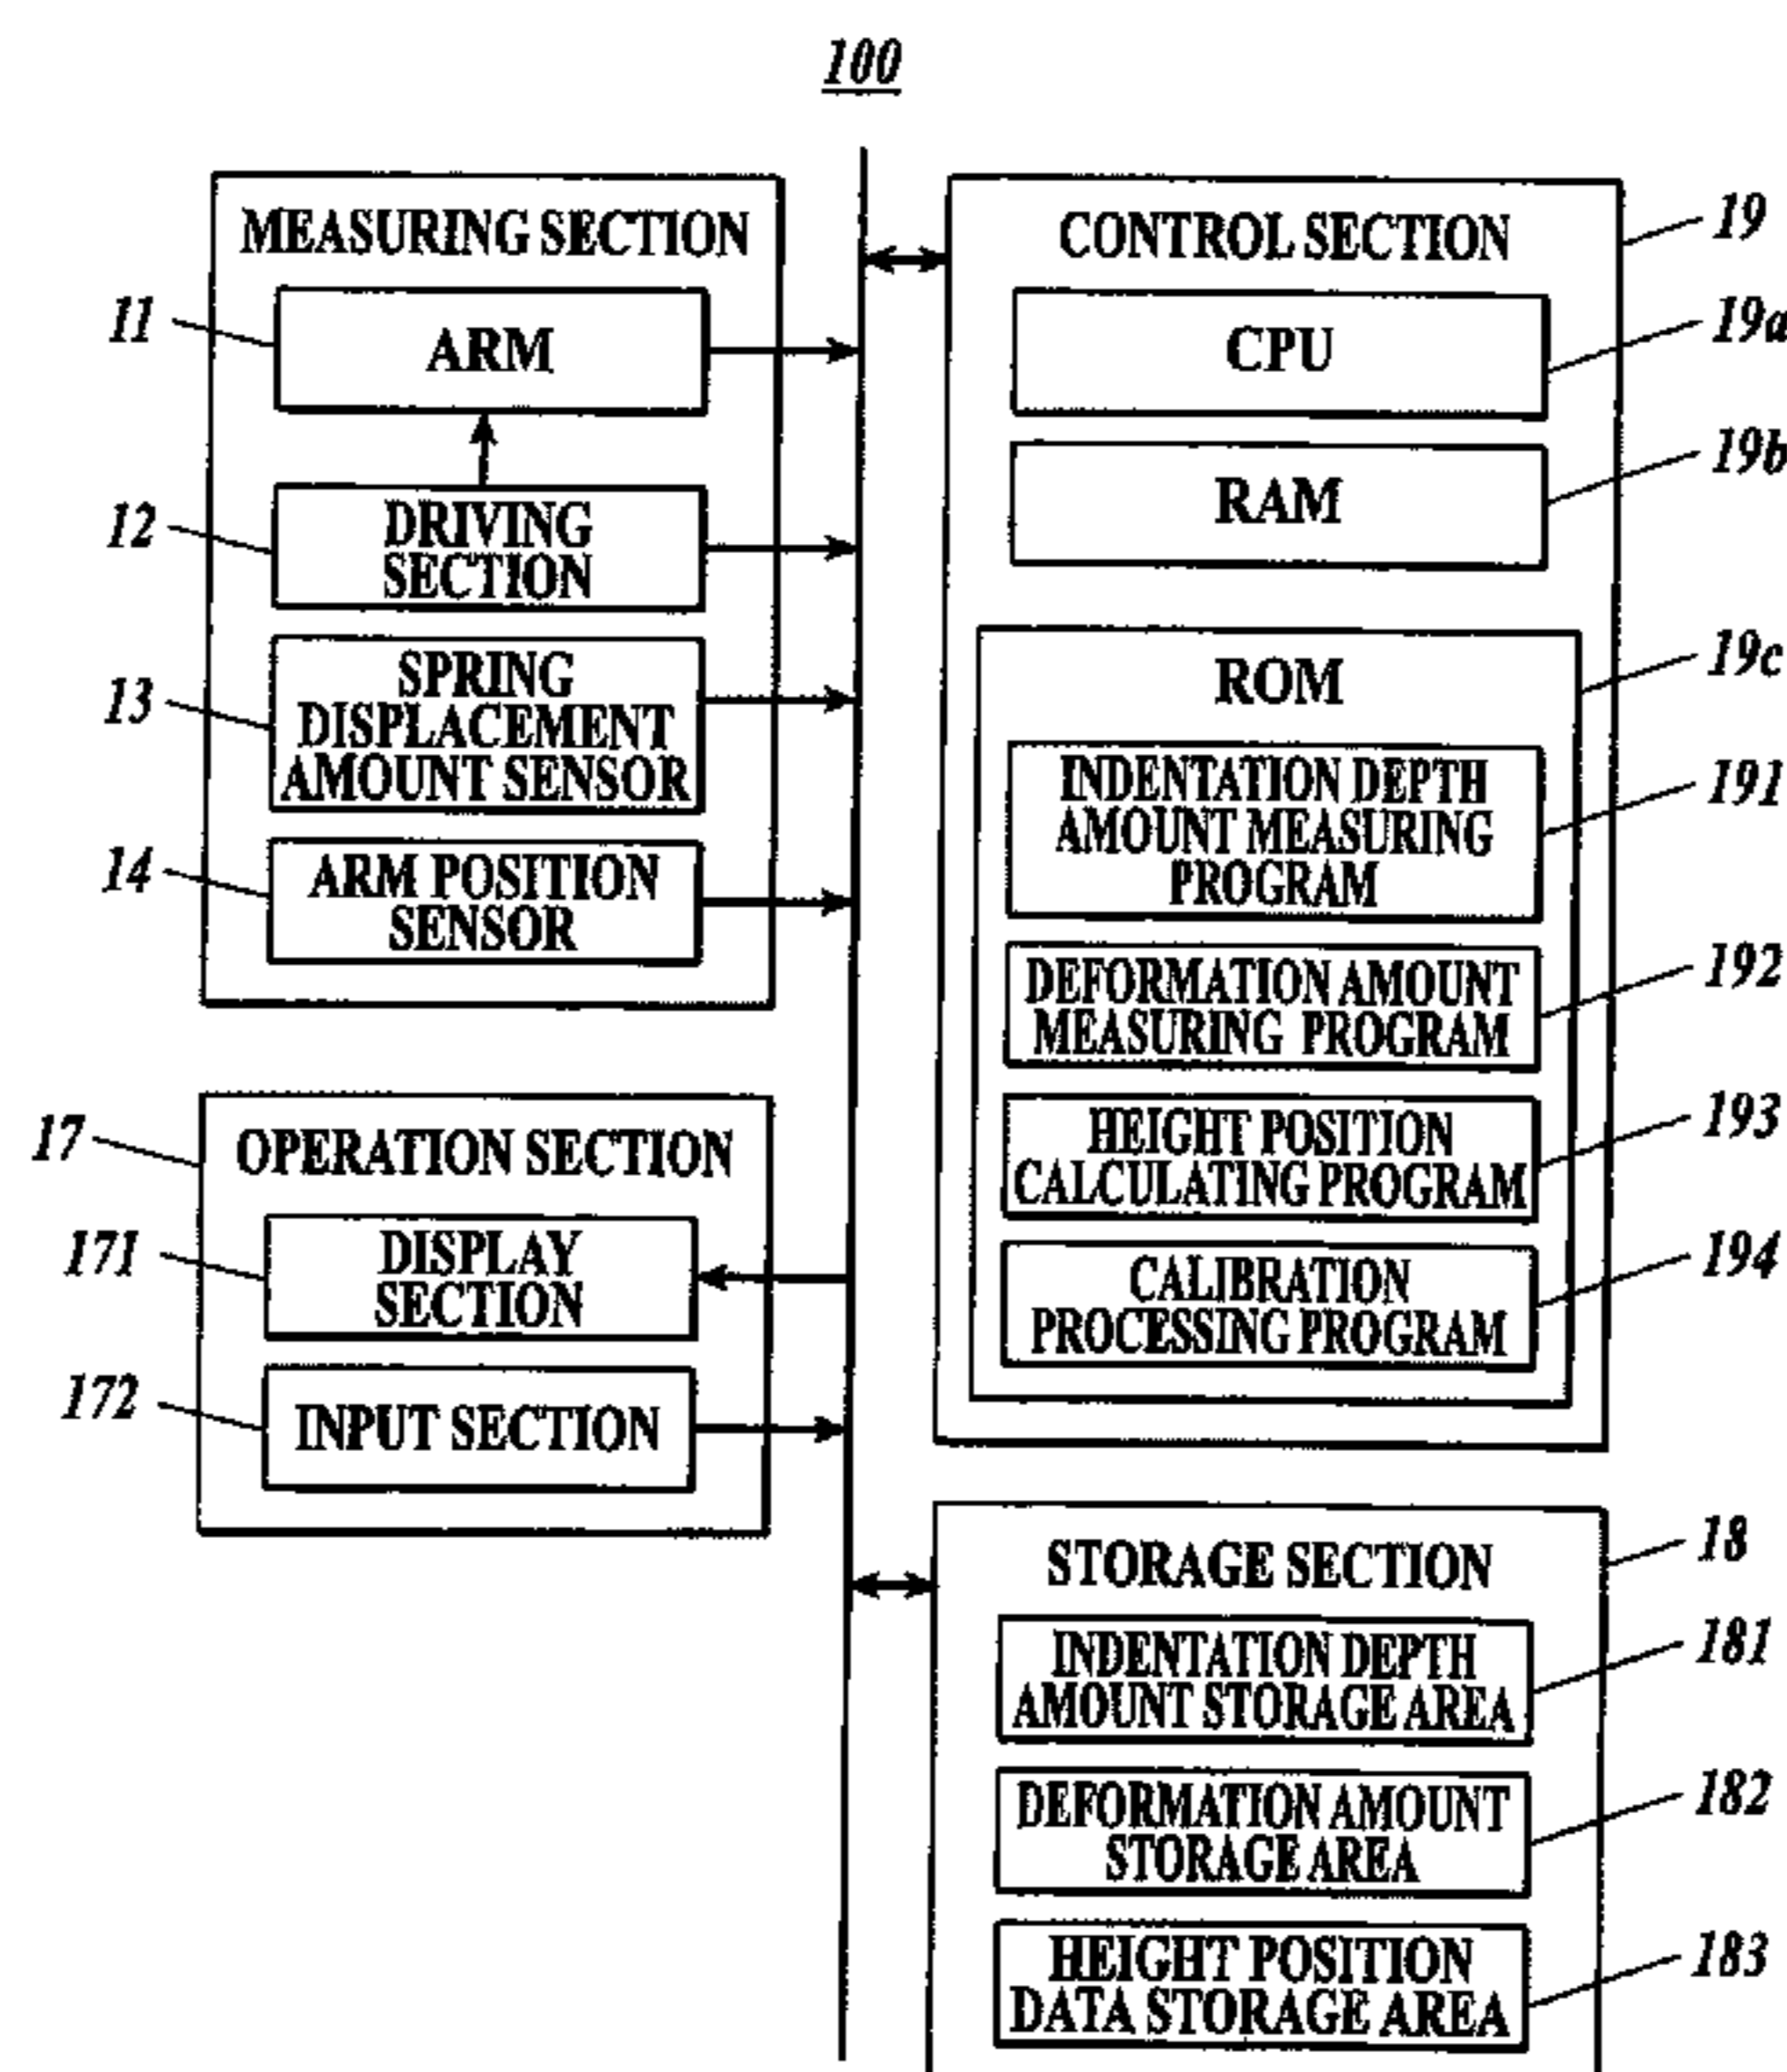 100
MEASURING SECTION
11
ARM
12
DRIVING
SECTION
13
SPRING
DISPLACEMENT
AMOUNT SENSOR
14
ARM POSITION
SENSOR
17
OPERATION SECTION
171
DISPLAY
SECTION
172
INPUT SECTION
CONTROL SECTION
19
CPU
19a
RAM
19b
ROM
19c
INDENTATION DEPTH
AMOUNT MEASURING
PROGRAM
191
DEFORMATION AMOUNT
MEASURING PROGRAM
192
HEIGHT POSITION
CALCULATING PROGRAM
193
CALIBRATION
PROCESSING PROGRAM
194
STORAGE SECTION
18
INDENTATION DEPTH
AMOUNT STORAGE AREA
181
DEFORMATION AMOUNT
STORAGE AREA
182
HEIGHT POSITION
DATA STORAGE AREA
183